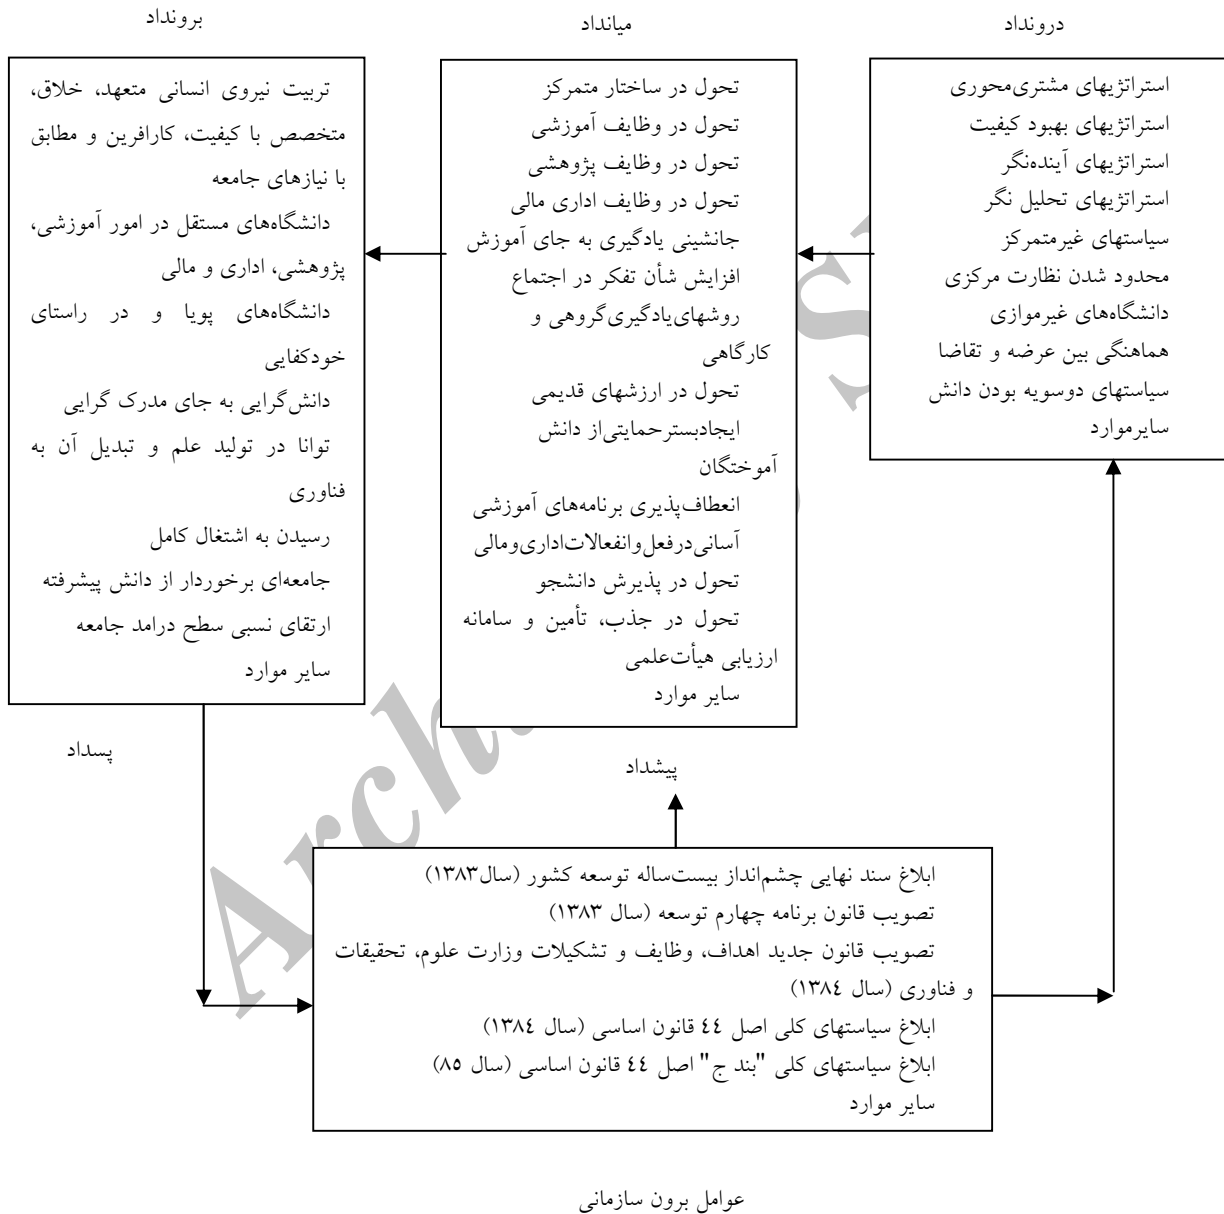 درونداد
استراتژیهای مشتری‌محوری
استراتژیهای بهبود کیفیت
استراتژیهای آینده‌نگر
استراتژیهای تحلیل نگر
سیاستهای غیرمتمرکز
محدود شدن نظارت مرکزی
دانشگاه‌های غیرموازی
هماهنگی بین عرضه و تقاضا
سیاستهای دوسویه بودن دانش
سایرموارد
میانداد
تحول در ساختار متمرکز
تحول در وظایف آموزشی
تحول در وظایف پژوهشی
تحول در وظایف اداری مالی
جانشینی یادگیری به جای آموزش
افزایش شأن تفکر در اجتماع
روشهای‌یادگیری‌گروهی و
کارگاهی
تحول در ارزشهای قدیمی
ایجادبسترحمایتی‌از دانش
آموختگان
انعطاف‌پذیری برنامه‌های آموزشی
آسانی‌درفعل‌وانفعالات‌اداری‌ومالی
تحول در پذیرش دانشجو
تحول در جذب، تأمین و سامانه
ارزیابی هیأت‌علمی
سایر موارد
برونداد
تربیت نیروی انسانی متعهد، خلاق،
متخصص با کیفیت، کارافرین و مطابق
با نیازهای جامعه
دانشگاه‌های مستقل در امور آموزشی،
پژوهشی، اداری و مالی
دانشگاه‌های پویا و در راستای
خودکفایی
دانش‌گرایی به جای مدرک گرایی
توانا در تولید علم و تبدیل آن به
فناوری
رسیدن به اشتغال کامل
جامعه‌ای برخوردار از دانش پیشرفته
ارتقای نسبی سطح درامد جامعه
سایر موارد
پسداد
پیشداد
ابلاغ سند نهایی چشم‌انداز بیست‌ساله توسعه کشور (سال۱۳۸۳)
تصویب قانون برنامه چهارم توسعه (سال ۱۳۸۳)
تصویب قانون جدید اهداف، وظایف و تشکیلات وزارت علوم، تحقیقات
و فناوری (سال ۱۳۸٤)
ابلاغ سیاستهای کلی اصل ٤٤ قانون اساسی (سال ۱۳۸٤)
ابلاغ سیاستهای کلی "بند ج" اصل ٤٤ قانون اساسی (سال ۸٥)
سایر موارد
عوامل برون سازمانی